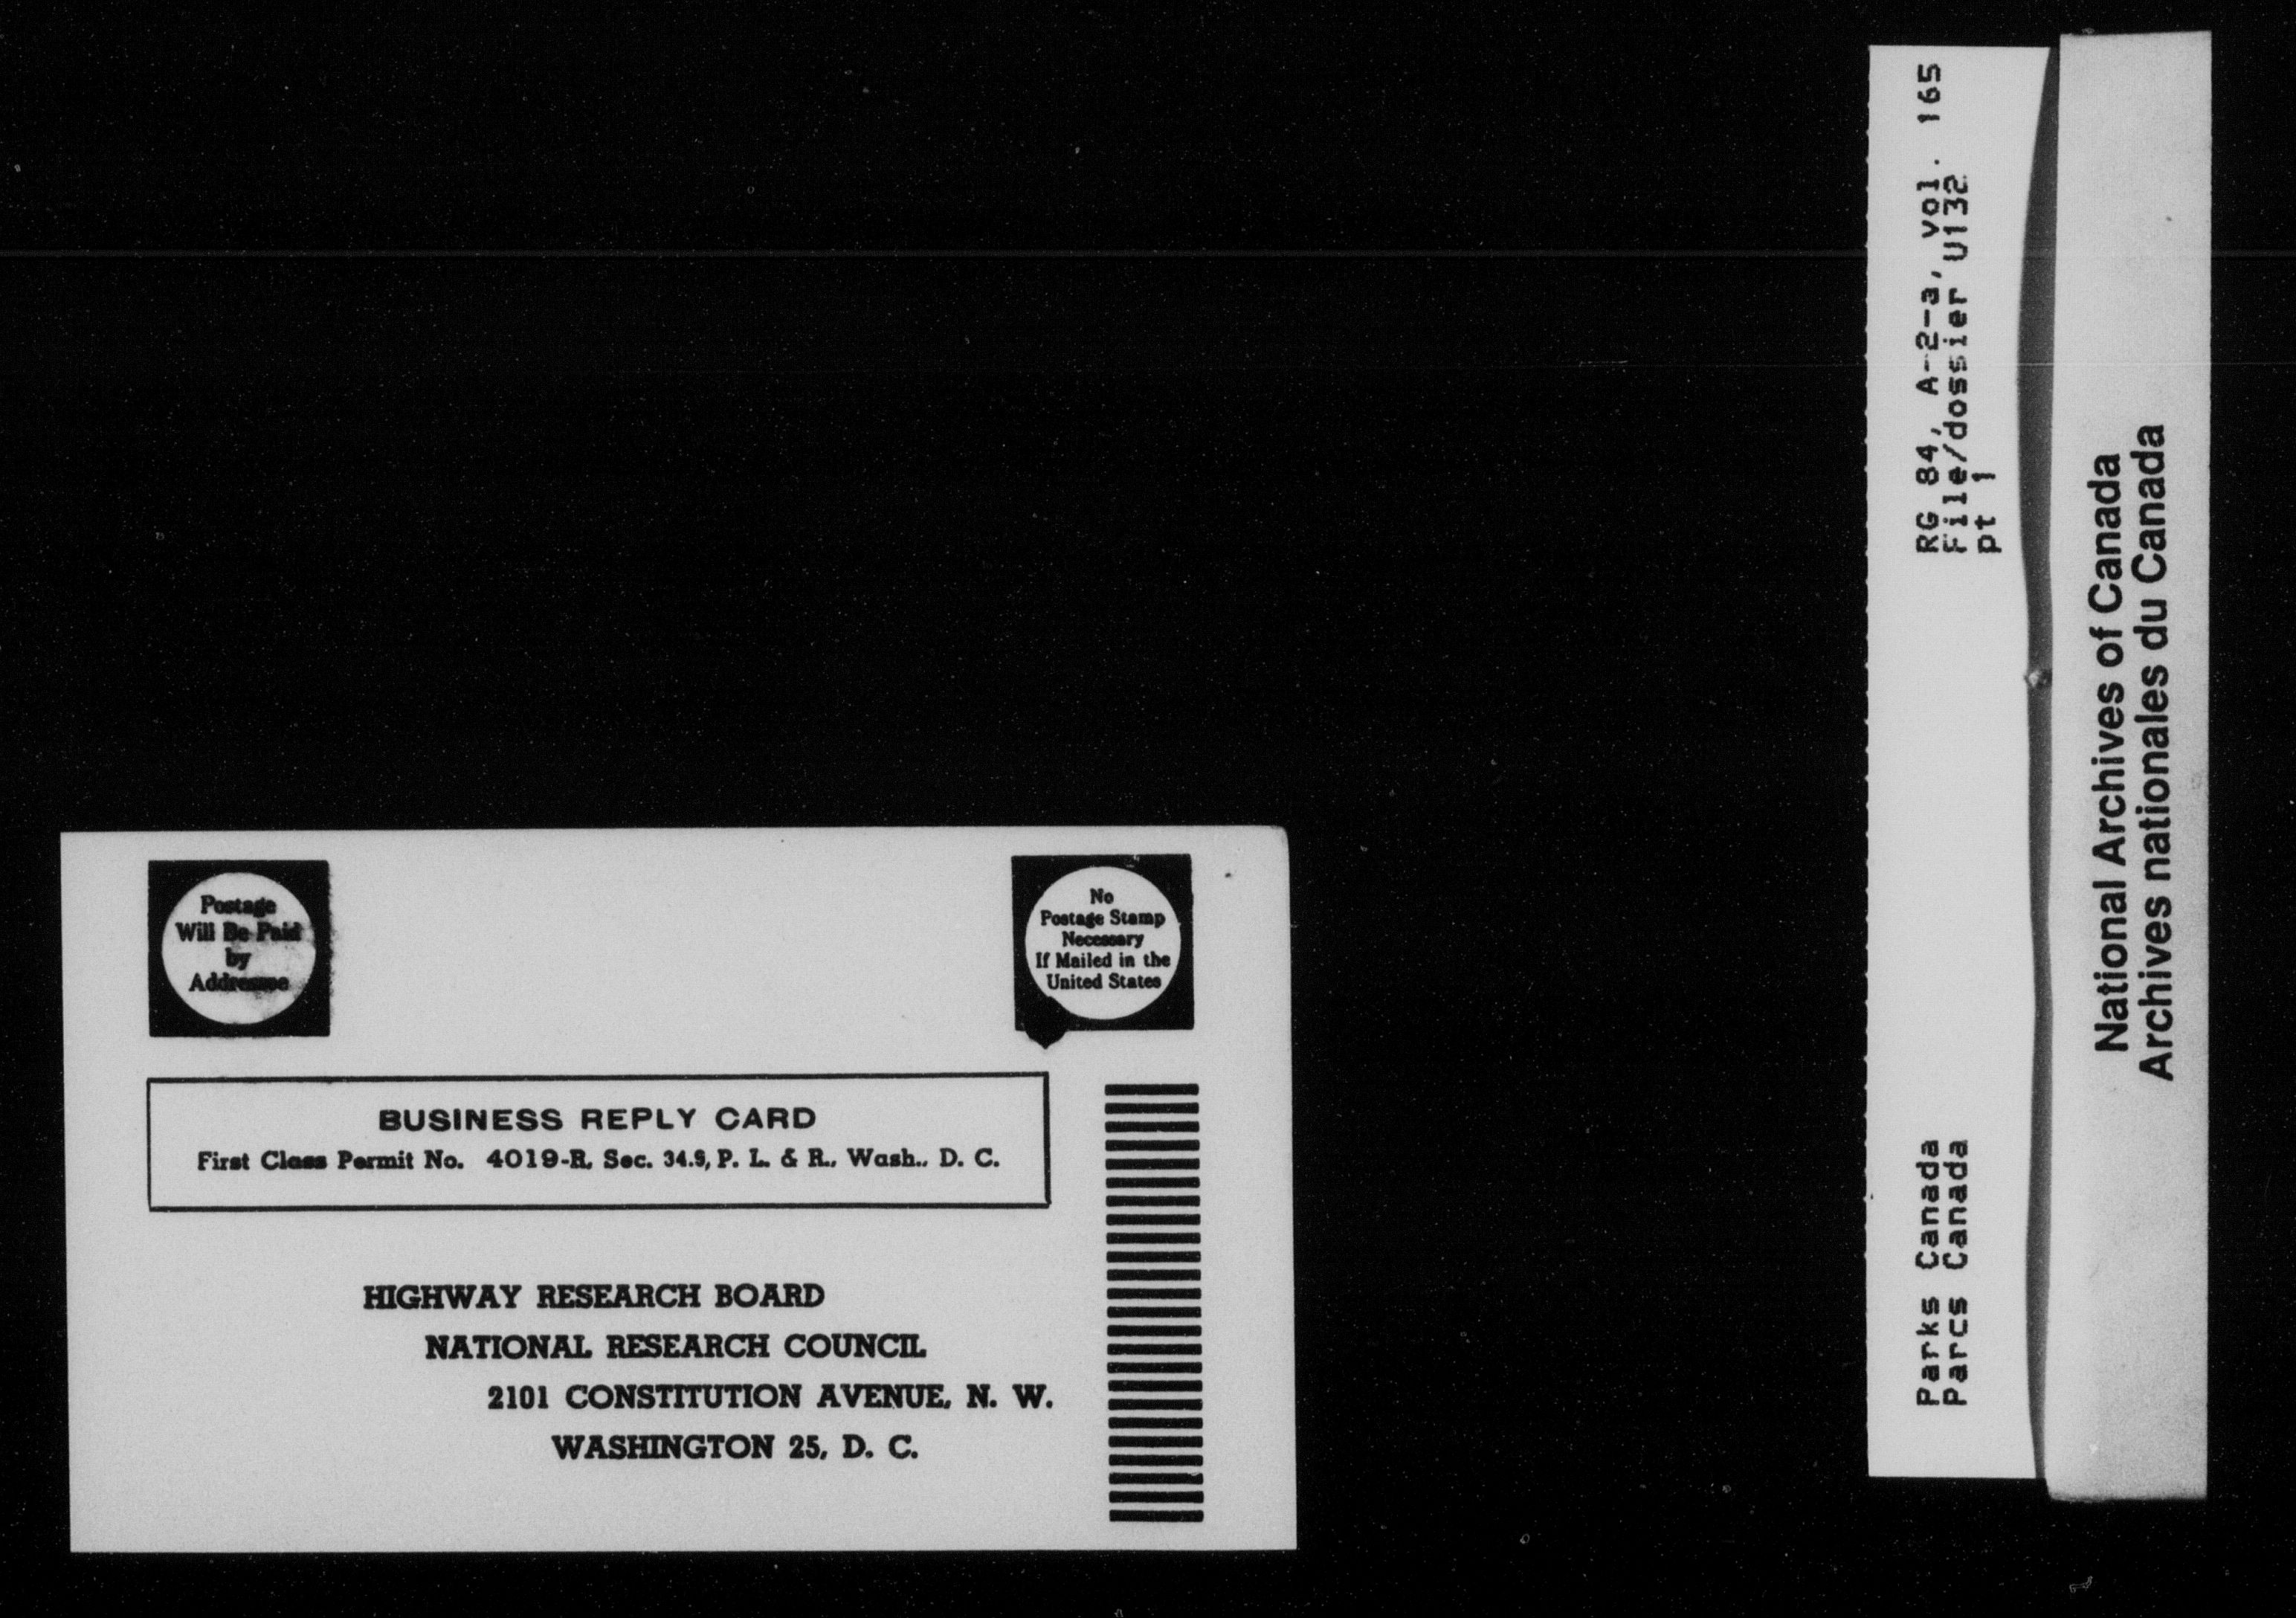 Postage
Will Be Paid
by
Addressee
No
Postage Stamp
Necessary
If Mailed in the
United States
BUSINESS REPLY CARD
First Class Permit No. 4019-R, Sec. 34.9, P. L. & R., Wash., D. C.
HIGHWAY RESEARCH BOARD
NATIONAL RESEARCH COUNCIL
2101 CONSTITUTION AVENUE, N. W.
WASHINGTON 25, D. C.
Parks Canada
Parcs Canada
RG 84, A-2-a, vol. 165
File/dossier U132
pt 1
National Archives of Canada
Archives nationales du Canada